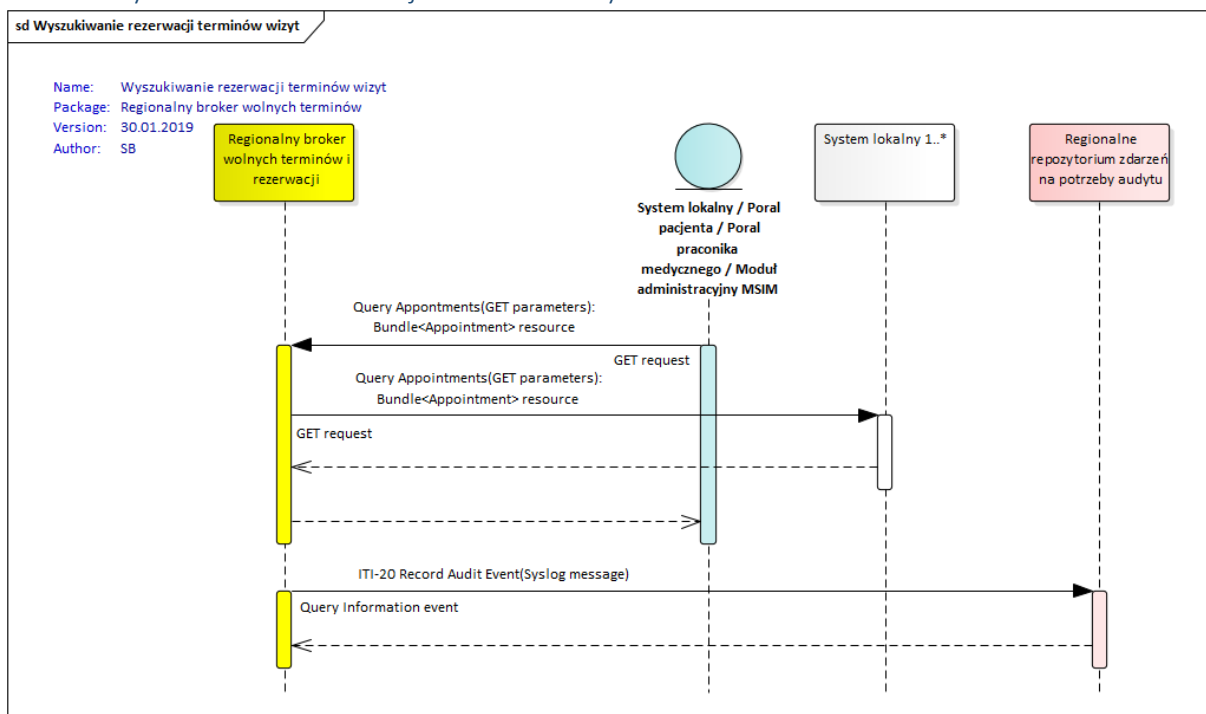 sd Wyszukiwanie rezerwacji terminów wizyt
Name: Wyszukiwanie rezerwacji terminów wizyt
Package: Regionalny broker wolnych terminów
Version: 30.01.2019
Author: SB
Regionalny broker
wolnych terminów i
rezerwacji
System lokalny / Poral
pacjenta / Poral
praconika
medycznego / Moduł
administracyjny MSIM
System lokalny 1..*
Regionalne
repozytorium zdarzeń
na potrzeby audytu
Query Appontments(GET parameters):
Bundle<Appointment> resource
GET request
Query Appointments(GET parameters):
Bundle<Appointment> resource
GET request
ITI-20 Record Audit Event(Syslog message)
Query Information event